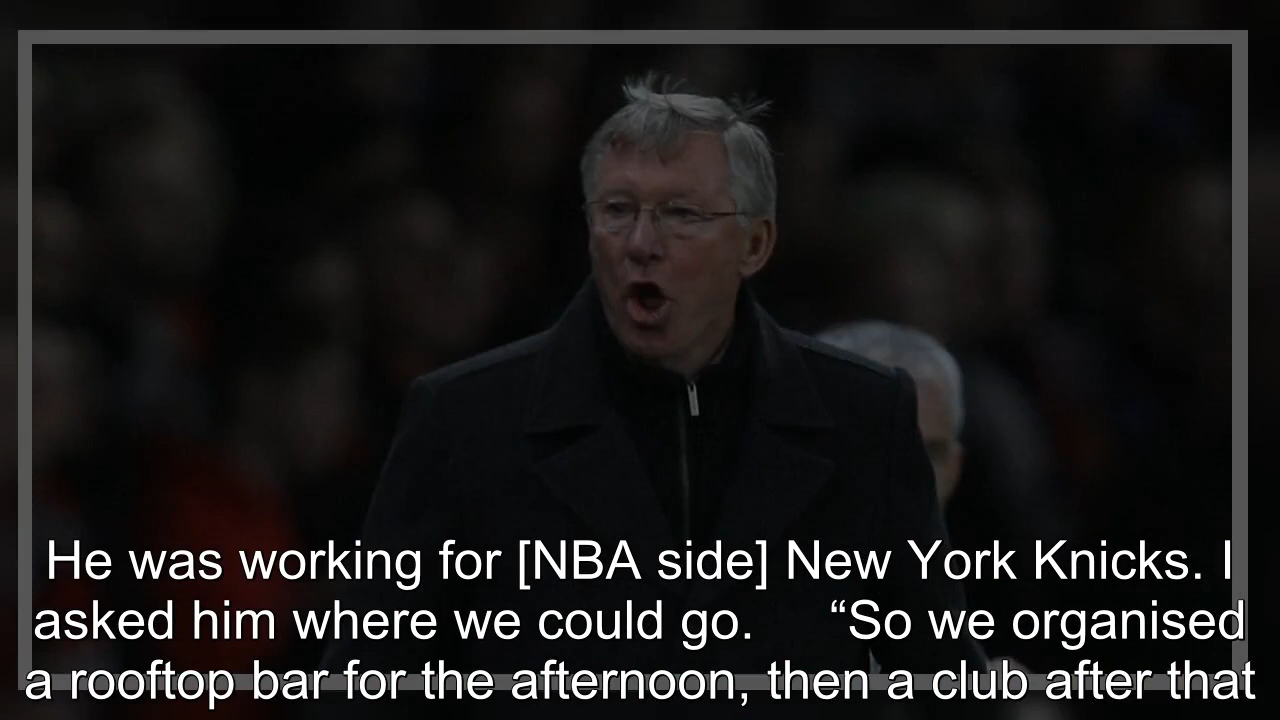 He was working for [NBA side] New York Knicks. I
asked him where we could go. “So we organised
a rooftop bar for the afternoon, then a club after that